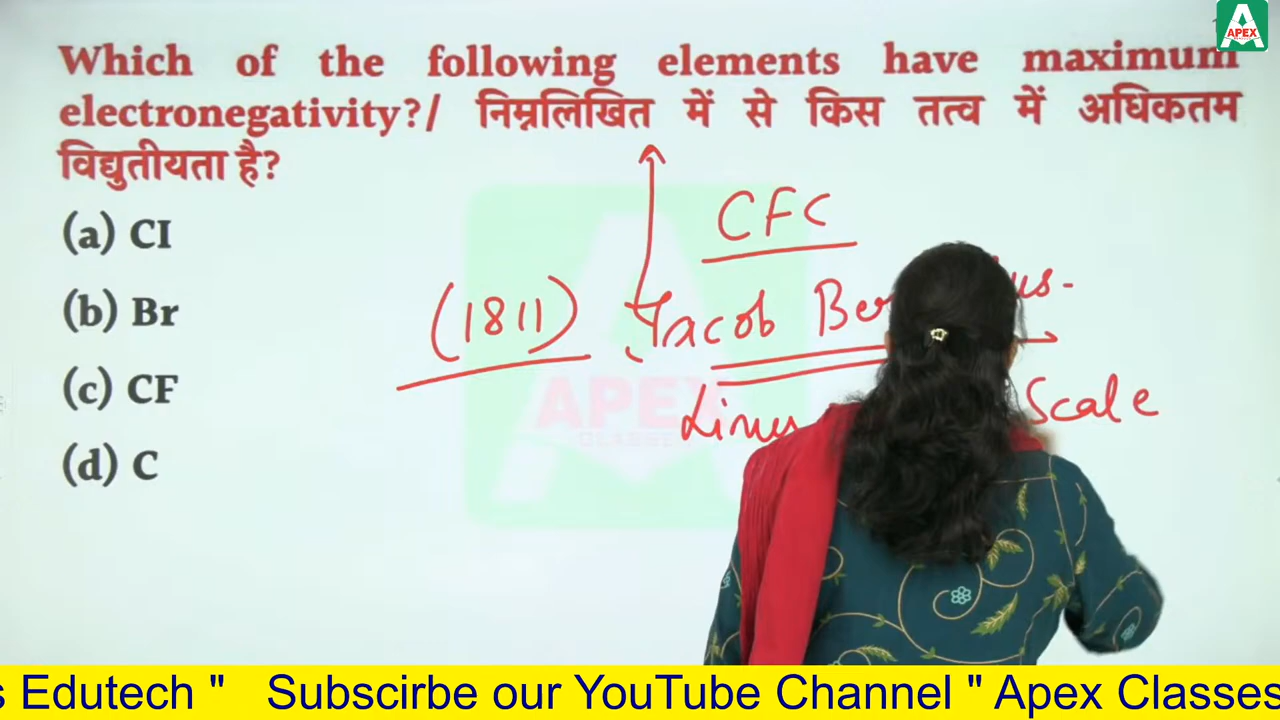 APEX
Which of the following elements have maximum
electronegativity?/ निम्नलिखित में से किस तत्व में अधिकतम
विद्युतीयता है?
CFC
(a) CI
(1811) Jacob
(b) Br
(c) CF
Scale
(d) C
APEX
s Edutech " Subscirbe our YouTube Channel " Apex Classes